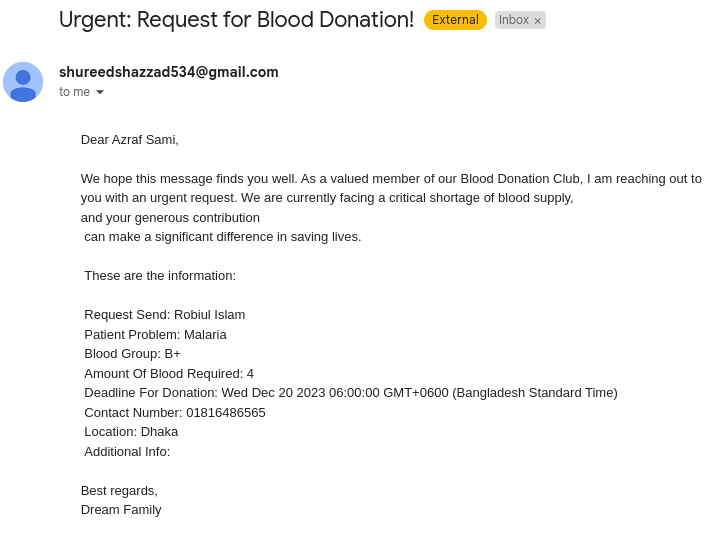 Urgent: Request for Blood Donation! External Inbox ×
shureedshazzad534@gmail.com
to me
Dear Azraf Sami,
We hope this message finds you well. As a valued member of our Blood Donation Club, I am reaching out to
you with an urgent request. We are currently facing a critical shortage of blood supply,
and your generous contribution
can make a significant difference in saving lives.
These are the information:
Request Send: Robiul Islam
Patient Problem: Malaria
Blood Group: B+
Amount Of Blood Required: 4
Deadline For Donation: Wed Dec 20 2023 06:00:00 GMT+0600 (Bangladesh Standard Time)
Contact Number: 01816486565
Location: Dhaka
Additional Info:
Best regards,
Dream Family